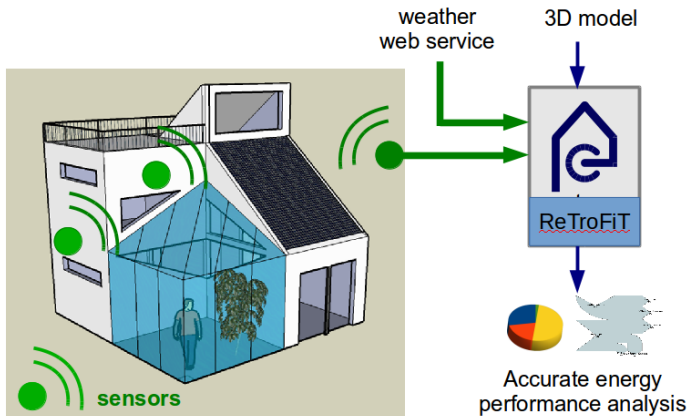 weather
web service
3D model
ReTroFiT
sensors
Accurate energy
performance analysis